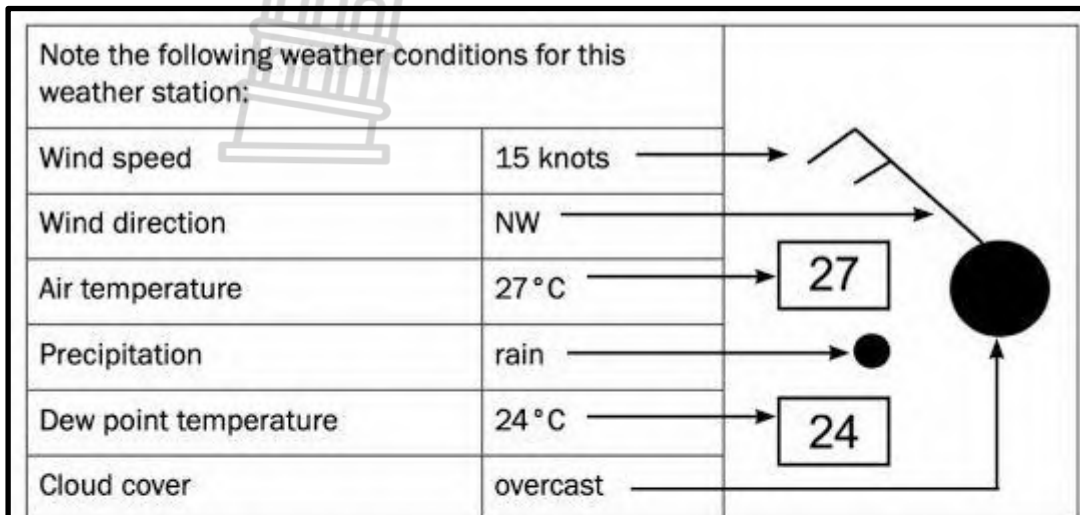 Note the following weather conditions for this
weather station:
Wind speed 15 knots
Wind direction NW
Air temperature 27°C 27
Precipitation rain
Dew point temperature 24°C 24
Cloud cover overcast